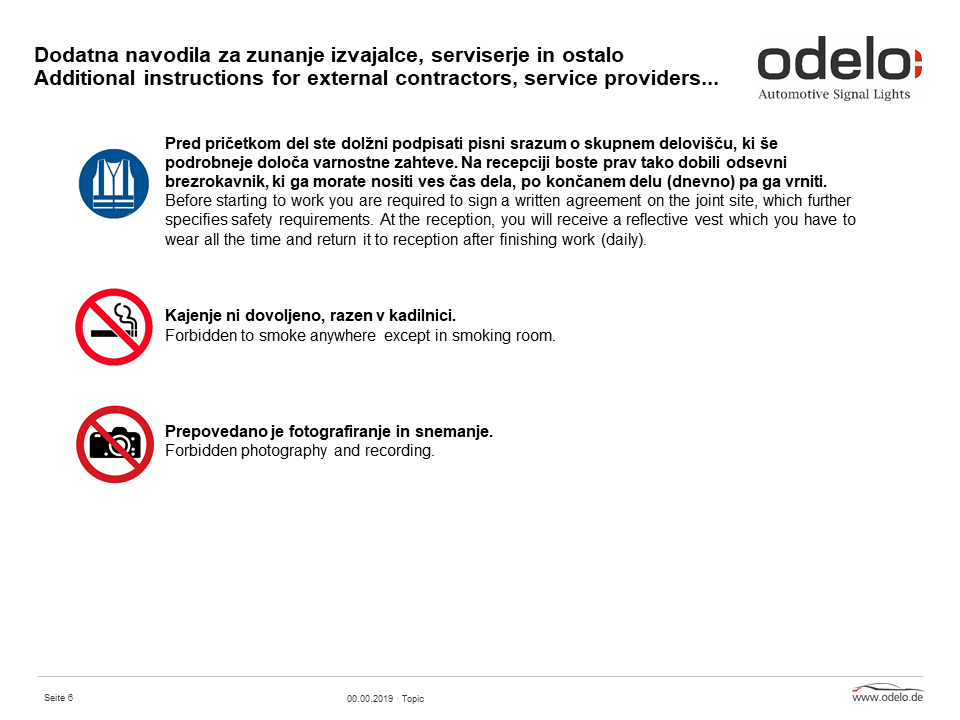 Dodatna navodila za zunanje izvajalce, serviserje in ostalo
Additional instructions for external contractors, service providers...
odelo
Automotive Signal Lights
Pred pričetkom del ste dolžni podpisati pisni srazum o skupnem delovišču, ki še
podrobneje določa varnostne zahteve. Na recepciji boste prav tako dobili odsevni
brezrokavnik, ki ga morate nositi ves čas dela, po končanem delu (dnevno) pa ga vrniti.
Before starting to work you are required to sign a written agreement on the joint site, which further
specifies safety requirements. At the reception, you will receive a reflective vest which you have to
wear all the time and return it to reception after finishing work (daily).
Kajenje ni dovoljeno, razen v kadilnici.
Forbidden to smoke anywhere except in smoking room.
Prepovedano je fotografiranje in snemanje.
Forbidden photography and recording.
Seite 6
00.00.2019 · Topic
www.odelo.de